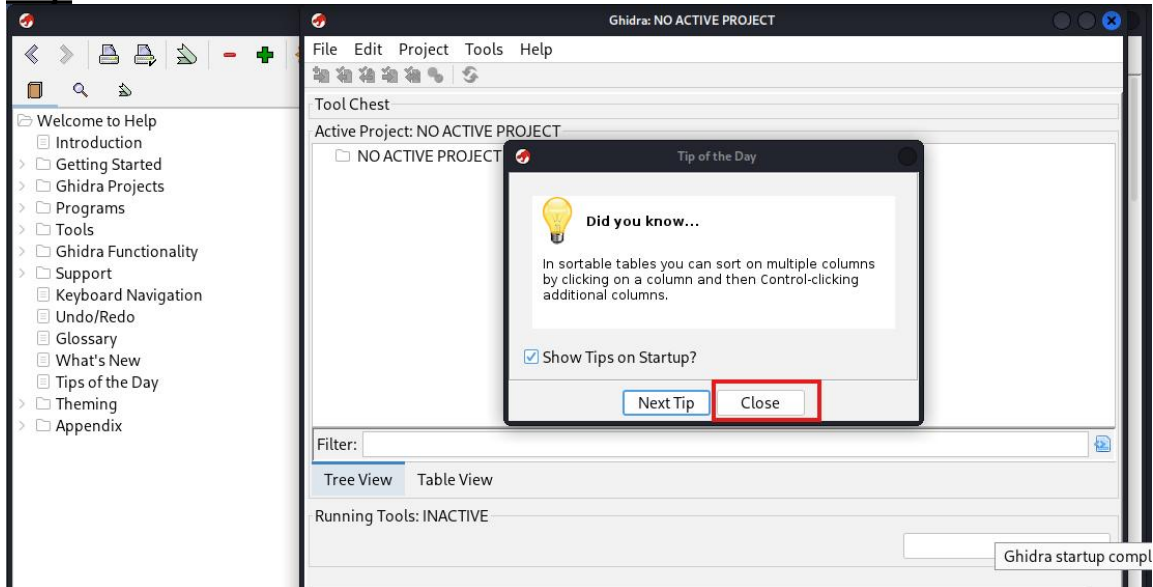 Ghidra: NO ACTIVE PROJECT
File Edit Project Tools Help
Tool Chest
Active Project: NO ACTIVE PROJECT
NO ACTIVE PROJECT
Welcome to Help
Introduction
Getting Started
Ghidra Projects
Programs
Tools
Ghidra Functionality
Support
Keyboard Navigation
Undo/Redo
Glossary
What's New
Tips of the Day
Theming
Appendix
Tip of the Day
Did you know...
In sortable tables you can sort on multiple columns
by clicking on a column and then Control-clicking
additional columns.
Show Tips on Startup?
Next Tip Close
Filter:
Tree View Table View
Running Tools: INACTIVE
Ghidra startup compl